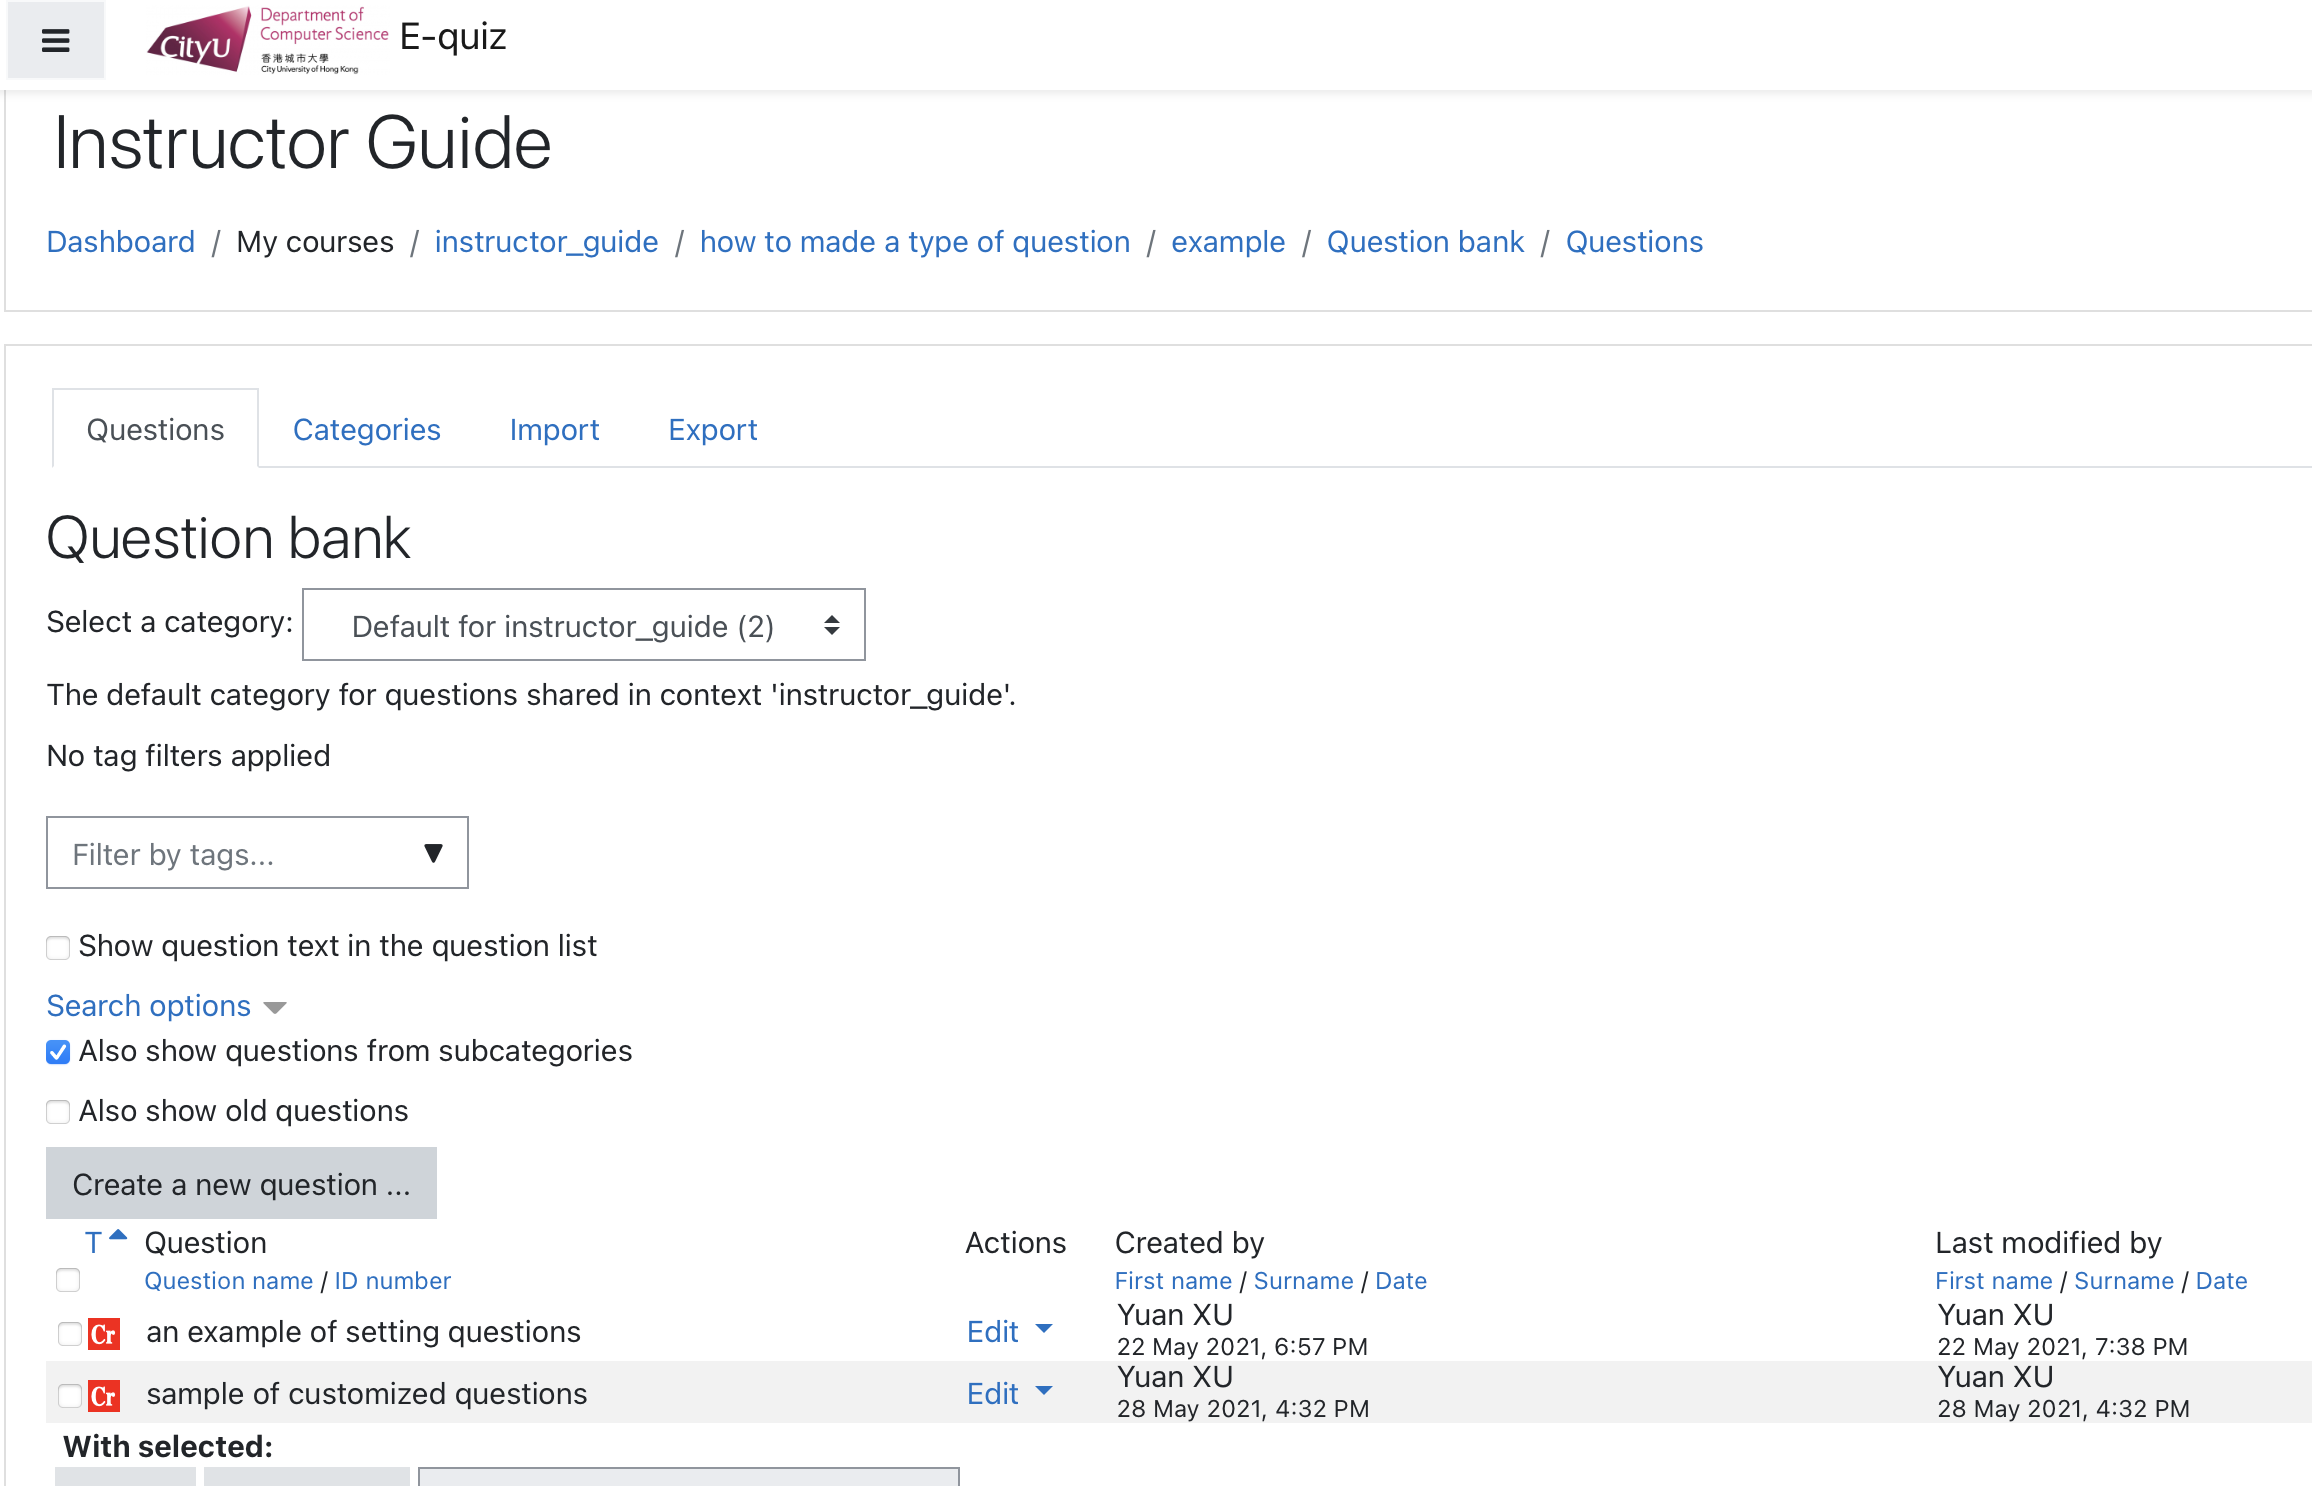 CityU
Department of
Computer Science
香港城市大學
City University of Hong Kong
E-quiz
Instructor Guide
Dashboard / My courses / instructor_guide / how to made a type of question / example / Question bank / Questions
Questions Categories Import Export
Question bank
Select a category: Default for instructor_guide (2)
The default category for questions shared in context 'instructor_guide'.
No tag filters applied
Filter by tags...
Show question text in the question list
Search options
Also show questions from subcategories
Also show old questions
Create a new question ...
T Question Actions Created by Last modified by
Question name / ID number First name / Surname / Date First name / Surname / Date
Cr an example of setting questions Edit Yuan XU Yuan XU
22 May 2021, 6:57 PM 22 May 2021, 7:38 PM
Cr sample of customized questions Edit Yuan XU Yuan XU
28 May 2021, 4:32 PM 28 May 2021, 4:32 PM
With selected: